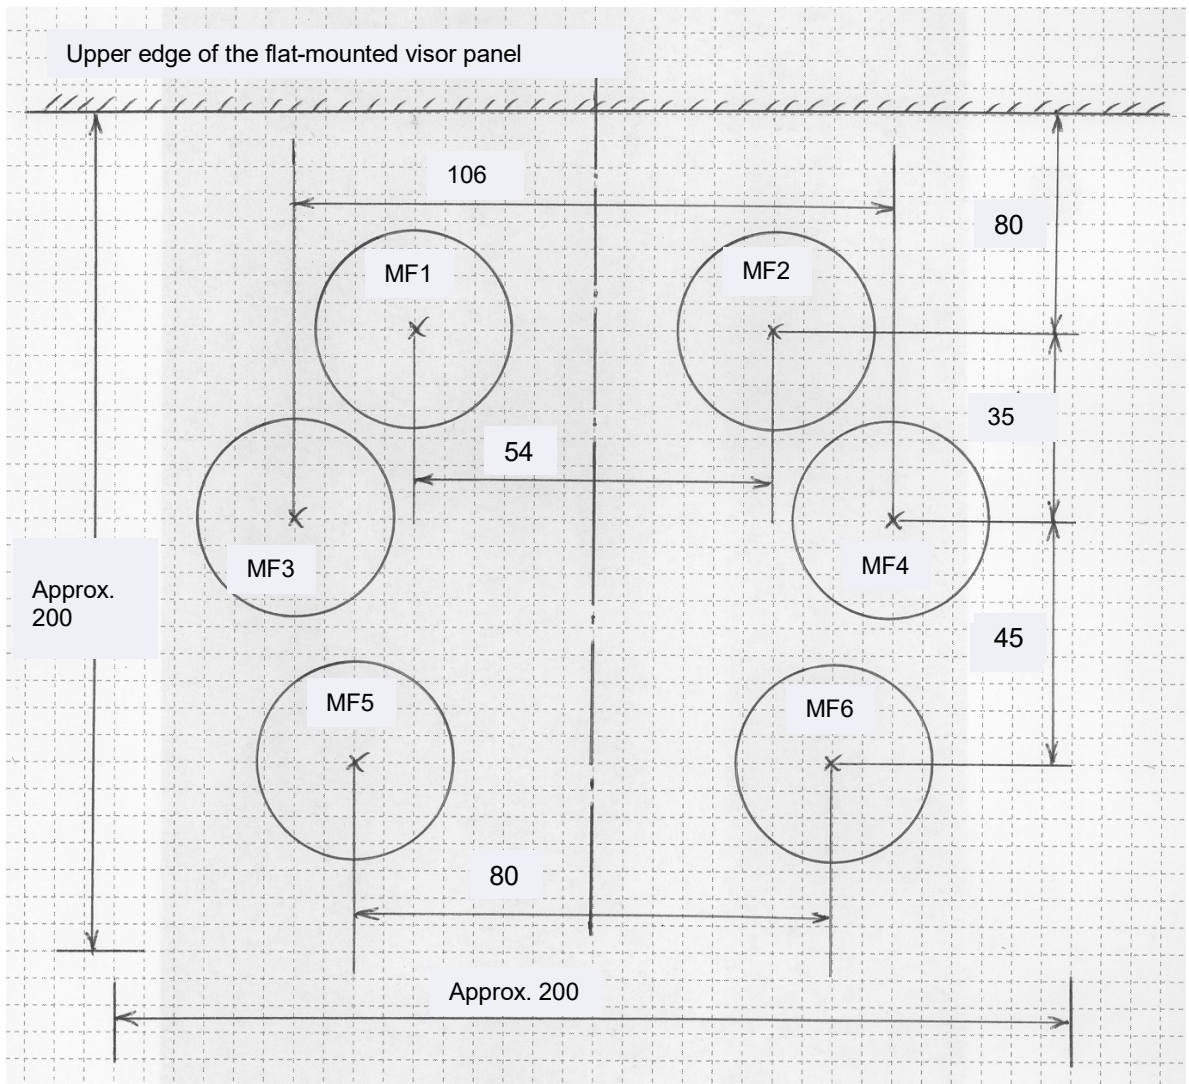 Upper edge of the flat-mounted visor panel
106
80
MF1
MF2
35
54
MF3
MF4
Approx.
200
45
MF5
MF6
80
Approx. 200